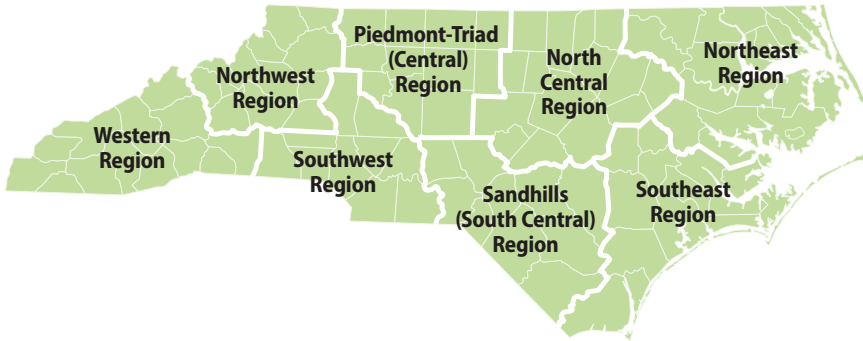 Piedmont-Triad
(Central)
Region
North
Central
Region
Northeast
Region
Northwest
Region
Western
Region
Southwest
Region
Sandhills
(South Central)
Region
Southeast
Region